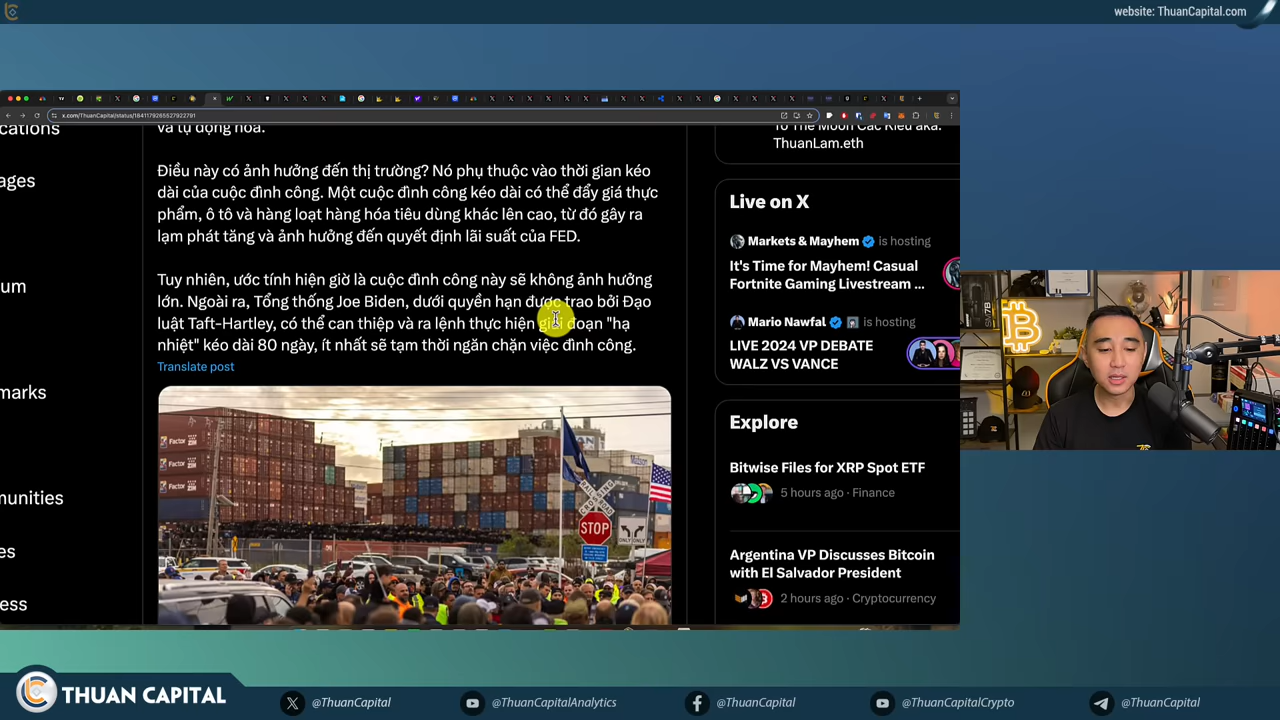 website: ThuanCapital.com
x.com/ThuanCapital/status/1841179265527922791
cations
ages
um
marks
munities
es
ess
và tự động hóa.
Điều này có ảnh hưởng đến thị trường? Nó phụ thuộc vào thời gian kéo
dài của cuộc đình công. Một cuộc đình công kéo dài có thể đẩy giá thực
phẩm, ô tô và hàng loạt hàng hóa tiêu dùng khác lên cao, từ đó gây ra
lạm phát tăng và ảnh hưởng đến quyết định lãi suất của FED.
Tuy nhiên, ước tính hiện giờ là cuộc đình công này sẽ không ảnh hưởng
lớn. Ngoài ra, Tổng thống Joe Biden, dưới quyền hạn được trao bởi Đạo
luật Taft-Hartley, có thể can thiệp và ra lệnh thực hiện giai đoạn "hạ
nhiệt" kéo dài 80 ngày, ít nhất sẽ tạm thời ngăn chặn việc đình công.
Translate post
Factor
Factor
STOP
To The Moon Các Kiểu aka.
ThuanLam.eth
Live on X
Markets & Mayhem is hosting
It's Time for Mayhem! Casual
Fortnite Gaming Livestream ...
Mario Nawfal is hosting
LIVE 2024 VP DEBATE
WALZ VS VANCE
Explore
Bitwise Files for XRP Spot ETF
5 hours ago · Finance
Argentina VP Discusses Bitcoin
with El Salvador President
2 hours ago · Cryptocurrency
THUAN CAPITAL
@ThuanCapital
@ThuanCapitalAnalytics
@ThuanCapital
@ThuanCapitalCrypto
@ThuanCapital